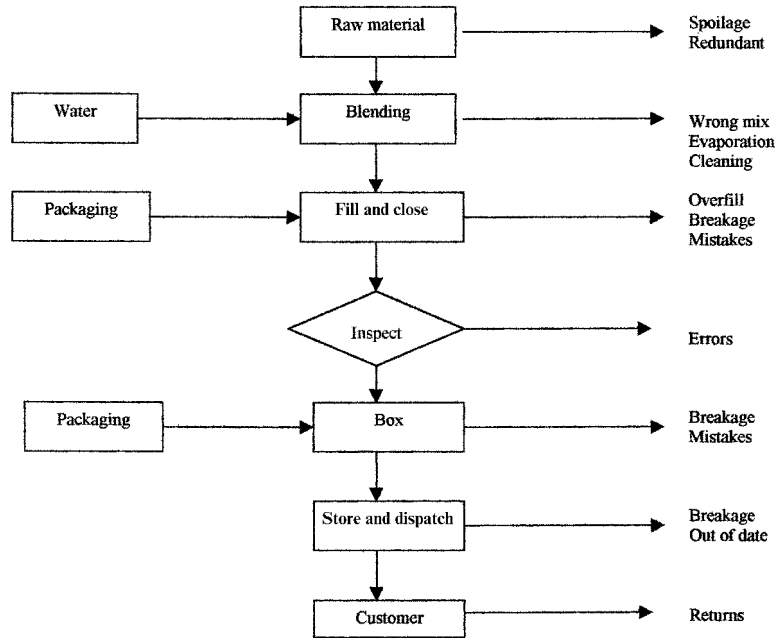 Raw material
Spoilage
Redundant
Water
Blending
Wrong mix
Evaporation
Cleaning
Packaging
Fill and close
Overfill
Breakage
Mistakes
Inspect
Errors
Packaging
Box
Breakage
Mistakes
Store and dispatch
Breakage
Out of date
Customer
Returns